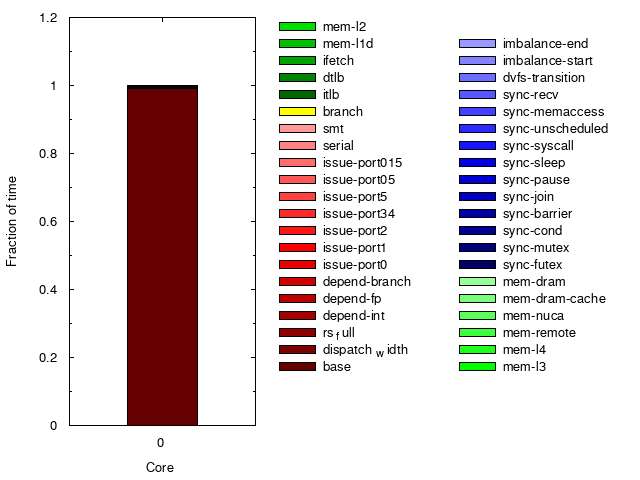 1.2
1
0.8
0.6
0.4
0.2
0
Fraction of time
0
Core
mem-l2
mem-l1d
ifetch
dtlb
itlb
branch
smt
serial
issue-port015
issue-port05
issue-port5
issue-port34
issue-port2
issue-port1
issue-port0
depend-branch
depend-fp
depend-int
rsfull
dispatchwidth
base
imbalance-end
imbalance-start
dvfs-transition
sync-recv
sync-memaccess
sync-unscheduled
sync-syscall
sync-sleep
sync-pause
sync-join
sync-barrier
sync-cond
sync-mutex
sync-futex
mem-dram
mem-dram-cache
mem-nuca
mem-remote
mem-l4
mem-l3